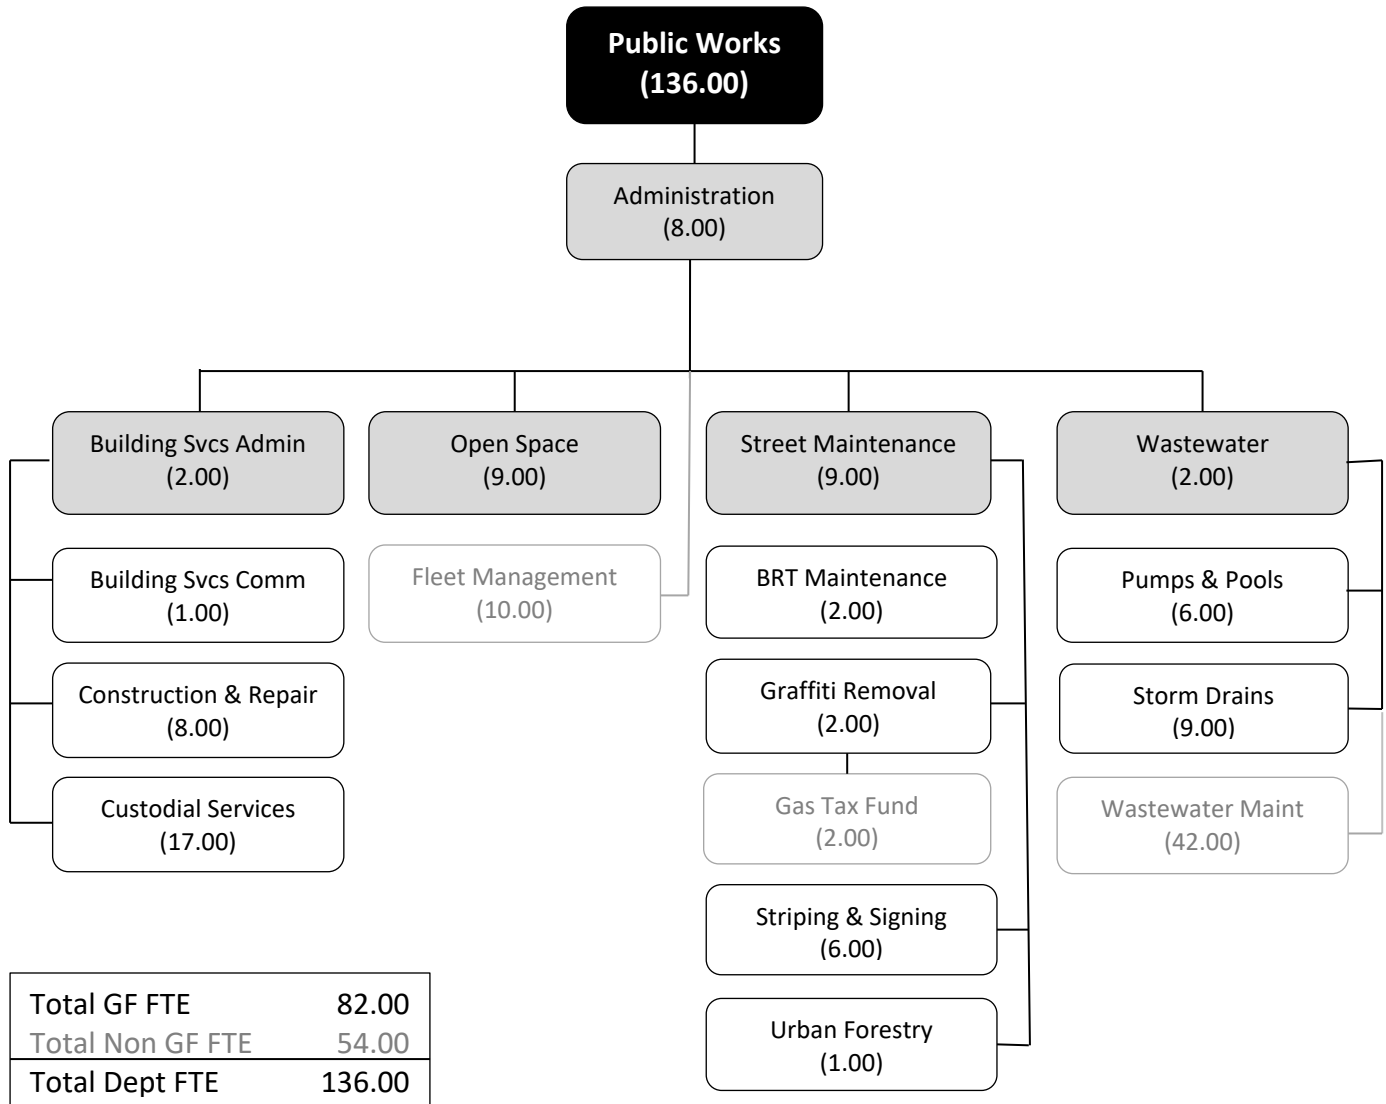 Public Works
(136.00)
Administration
(8.00)
Building Svcs Admin
(2.00)
Building Svcs Comm
(1.00)
Construction & Repair
(8.00)
Custodial Services
(17.00)
Open Space
(9.00)
Fleet Management
(10.00)
Street Maintenance
(9.00)
BRT Maintenance
(2.00)
Graffiti Removal
(2.00)
Gas Tax Fund
(2.00)
Striping & Signing
(6.00)
Urban Forestry
(1.00)
Wastewater
(2.00)
Pumps & Pools
(6.00)
Storm Drains
(9.00)
Wastewater Maint
(42.00)
Total GF FTE 82.00
Total Non GF FTE 54.00
Total Dept FTE 136.00